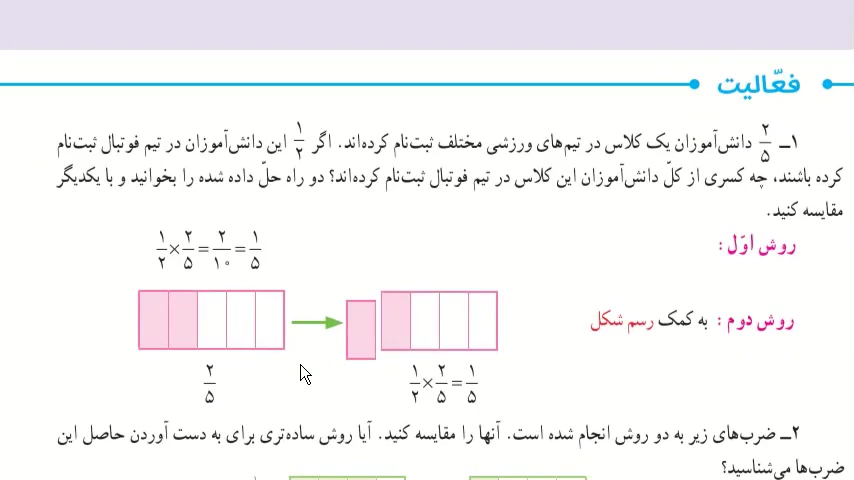 فعّالیت
۱ــ ۲/۵ دانش‌آموزان یک کلاس در تیم‌های ورزشی مختلف ثبت‌نام کرده‌اند. اگر ۱/۲ این دانش‌آموزان در تیم فوتبال ثبت‌نام
کرده باشند، چه کسری از کلّ دانش‌آموزان این کلاس در تیم فوتبال ثبت‌نام کرده‌اند؟ دو راه حلّ داده شده را بخوانید و با یکدیگر
مقایسه کنید.
روش اوّل :
۱/۲ × ۲/۵ = ۲/۱۰ = ۱/۵
روش دوم : به کمک رسم شکل
۲/۵
۱/۲ × ۲/۵ = ۱/۵
۲ــ ضرب‌های زیر به دو روش انجام شده است. آنها را مقایسه کنید. آیا روش ساده‌تری برای به دست آوردن حاصل این
ضرب‌ها می‌شناسید؟